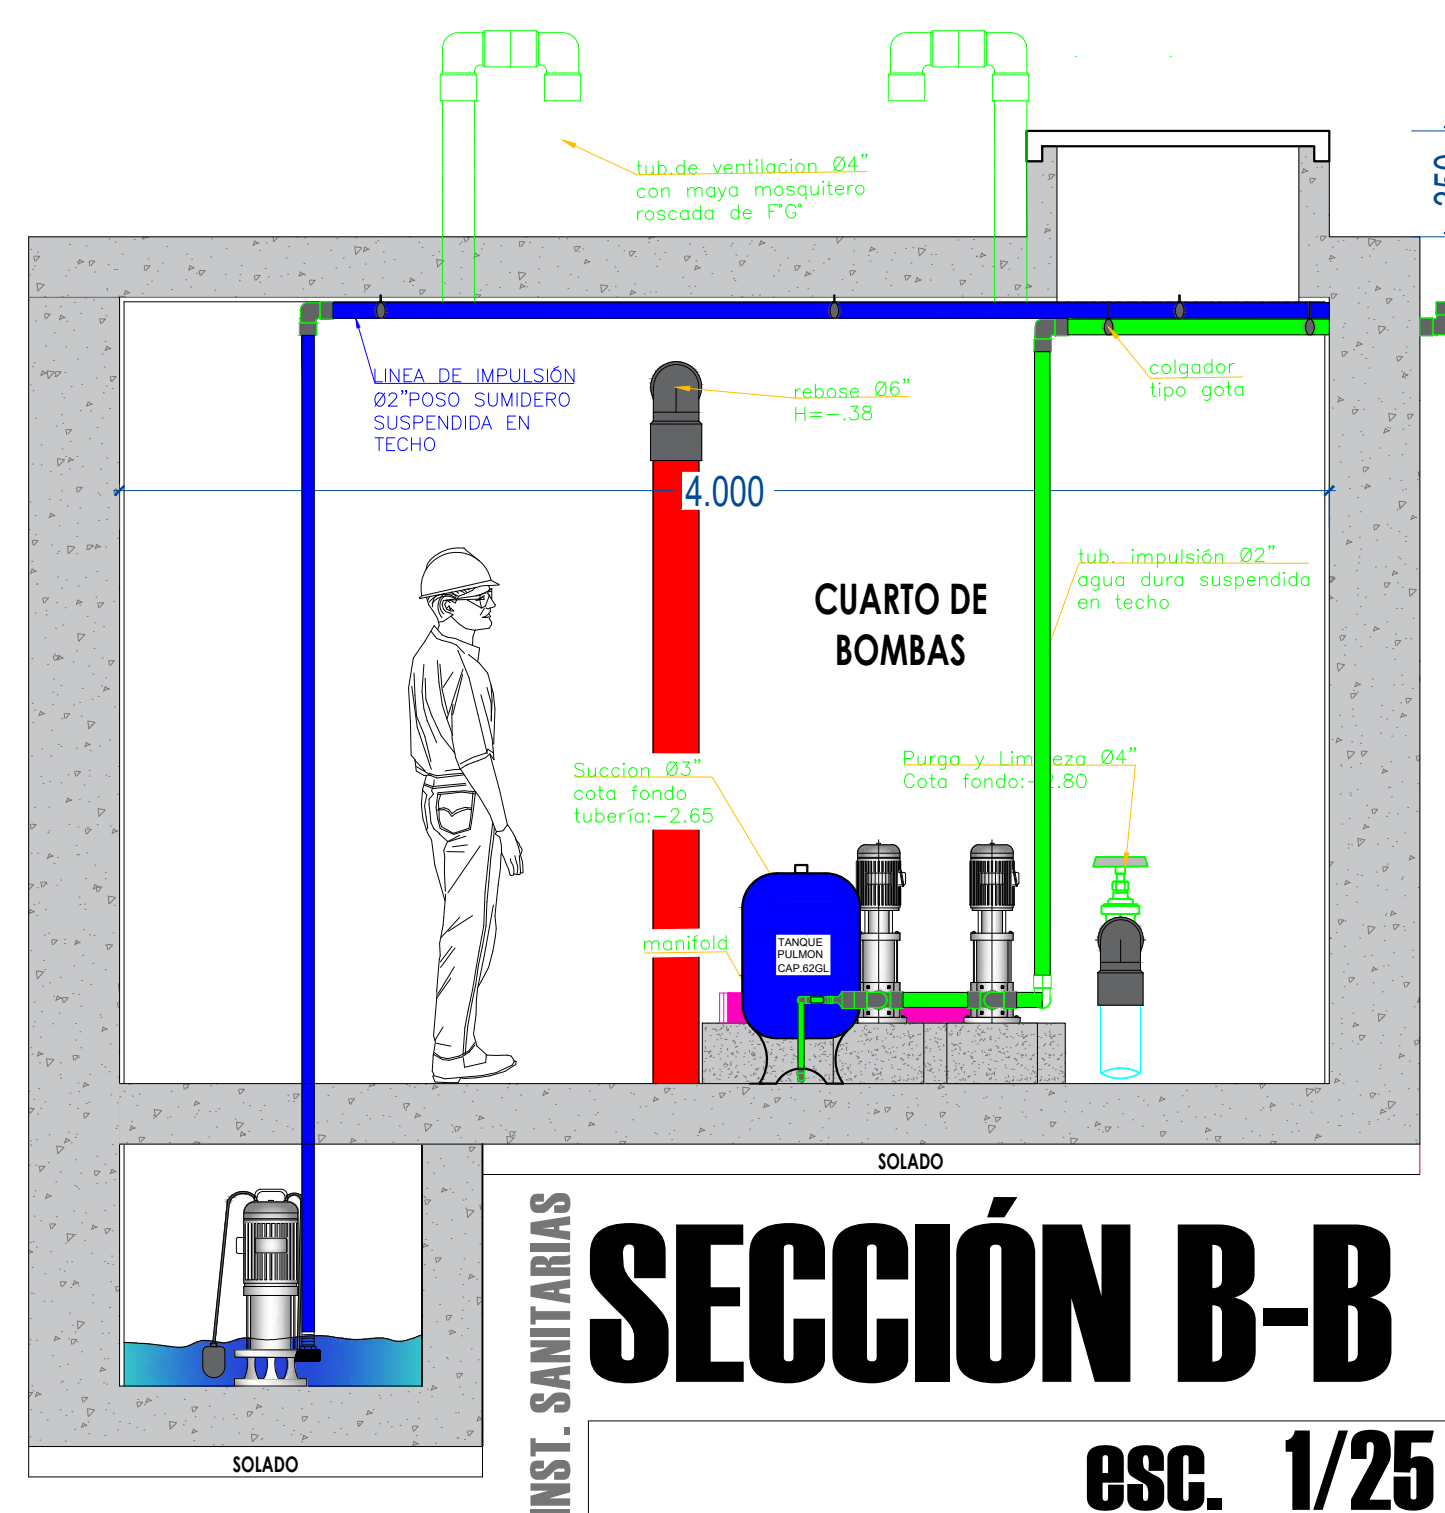 tub.de ventilacion Ø4"
con maya mosquitero
roscada de F°G°
LINEA DE IMPULSIÓN
Ø2"POSO SUMIDERO
SUSPENDIDA EN
TECHO
rebose Ø6"
H=-.38
colgador
tipo gota
4.000
tub. impulsión Ø2"
agua dura suspendida
en techo
CUARTO DE
BOMBAS
Succion Ø3"
cota fondo
tubería:-2.65
Purga y Limpieza Ø4"
Cota fondo:-2.80
manifold
TANQUE
PULMON
CAP.62GL
SOLADO
SOLADO
INST. SANITARIAS
SECCIÓN B-B
esc. 1/25